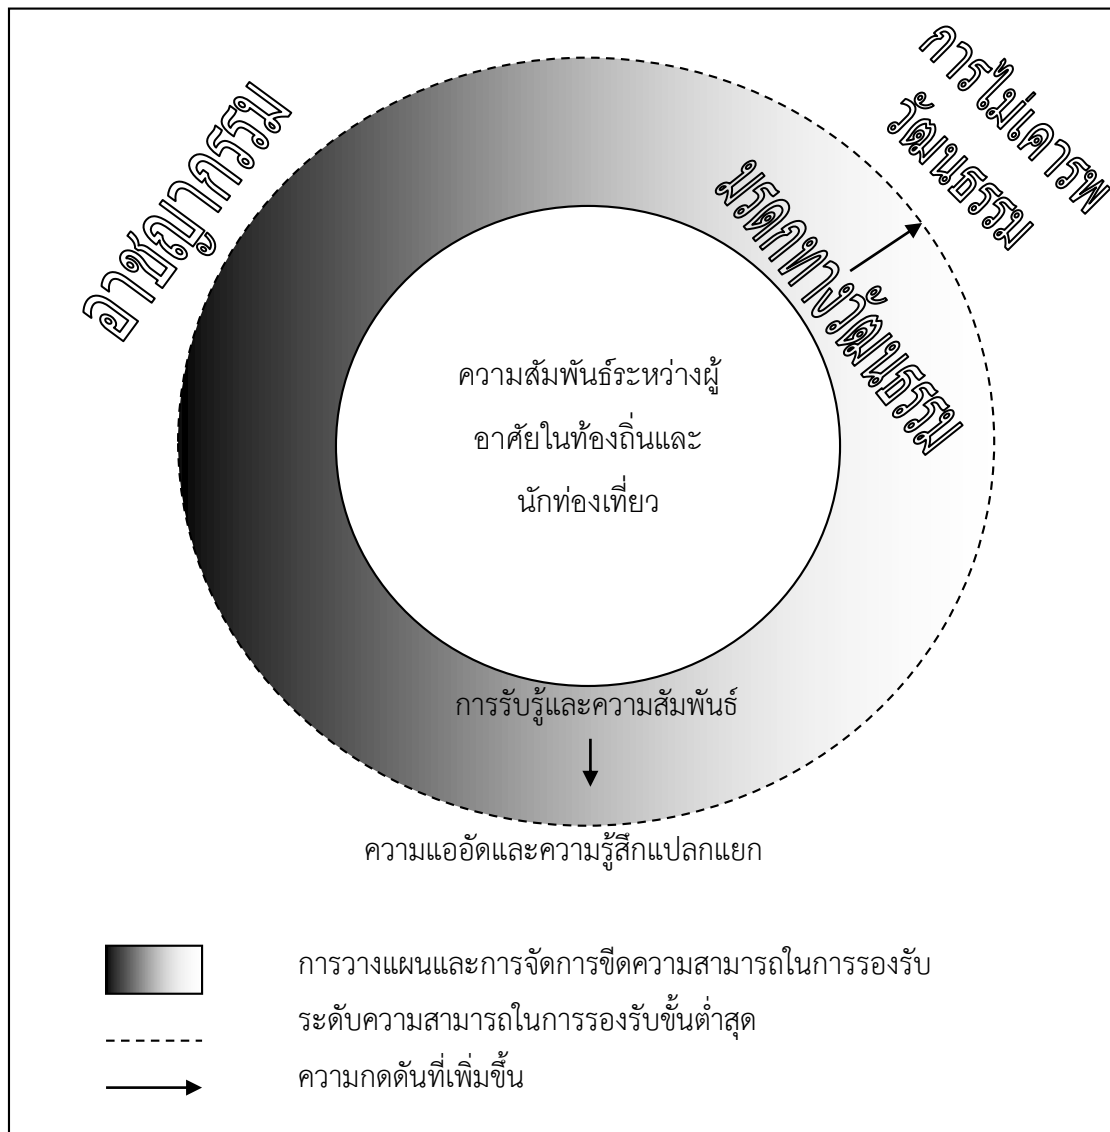 การไม่เคารพ
วัฒนธรรม
อาชญากรรม
มรดกทางวัฒนธรรม
ความสัมพันธ์ระหว่างผู้
อาศัยในท้องถิ่นและ
นักท่องเที่ยว
การรับรู้และความสัมพันธ์
ความแออัดและความรู้สึกแปลกแยก
การวางแผนและการจัดการขีดความสามารถในการรองรับ
ระดับความสามารถในการรองรับขั้นต่ำสุด
ความกดดันที่เพิ่มขึ้น